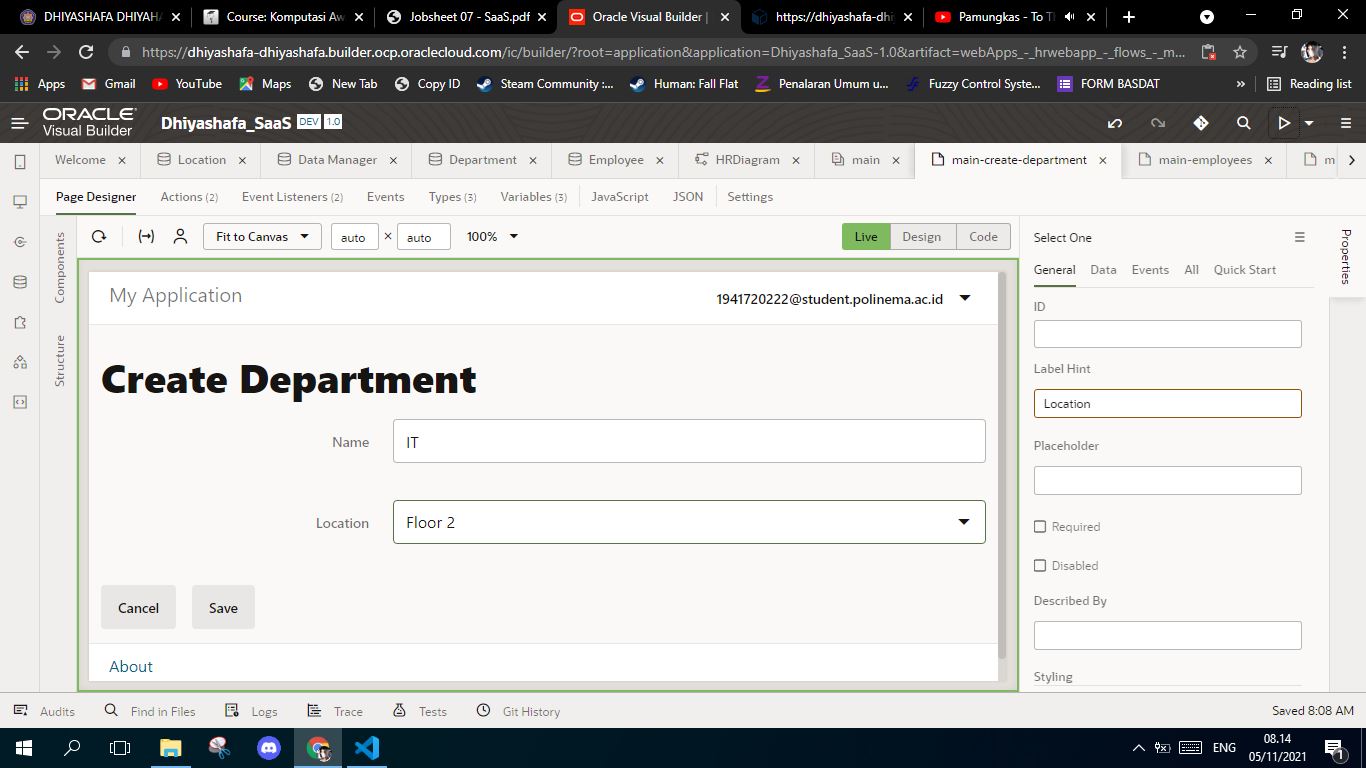 DHIYASHAFA DHIYAHA
Course: Komputasi Aw
Jobsheet 07 - SaaS.pdf
Oracle Visual Builder |
https://dhiyashafa-dhi
Pamungkas - To Th
https://dhiyashafa-dhiyashafa.builder.ocp.oraclecloud.com/ic/builder/?root=application&application=Dhiyashafa_SaaS-1.0&artifact=webApps_-_hrwebapp_-_flows_-_m...
Apps
Gmail
YouTube
Maps
New Tab
Copy ID
Steam Community :...
Human: Fall Flat
Penalaran Umum u...
Fuzzy Control Syste...
FORM BASDAT
»
Reading list
ORACLE
Visual Builder
Dhiyashafa_SaaS DEV 1.0
Welcome
Location
Data Manager
Department
Employee
HRDiagram
main
main-create-department
main-employees
m
Page Designer
Actions (2)
Event Listeners (2)
Events
Types (3)
Variables (3)
JavaScript
JSON
Settings
Components
Structure
Fit to Canvas
auto × auto
100%
Live
Design
Code
My Application
1941720222@student.polinema.ac.id
Create Department
Name
IT
Location
Floor 2
Cancel
Save
About
Select One
General
Data
Events
All
Quick Start
ID
Label Hint
Location
Placeholder
Required
Disabled
Described By
Styling
Properties
Audits
Find in Files
Logs
Trace
Tests
Git History
Saved 8:08 AM
ENG
08.14
05/11/2021
1